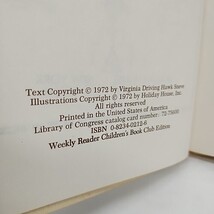 Text Copyright © 1972 by Virginia Driving Hawk Sneve
Illustrations Copyright © 1972 by Holiday House, Inc.
All rights reserved
Printed in the United States of America
Library of Congress catalog card number:
ISBN 0-8234-0212-6
Weekly Reader Children's Book Club Edition